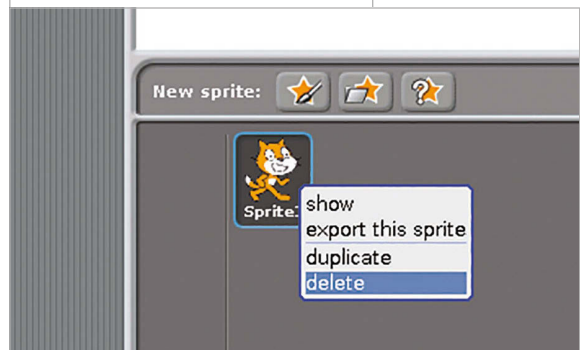 New sprite:
Sprite1
show
export this sprite
duplicate
delete